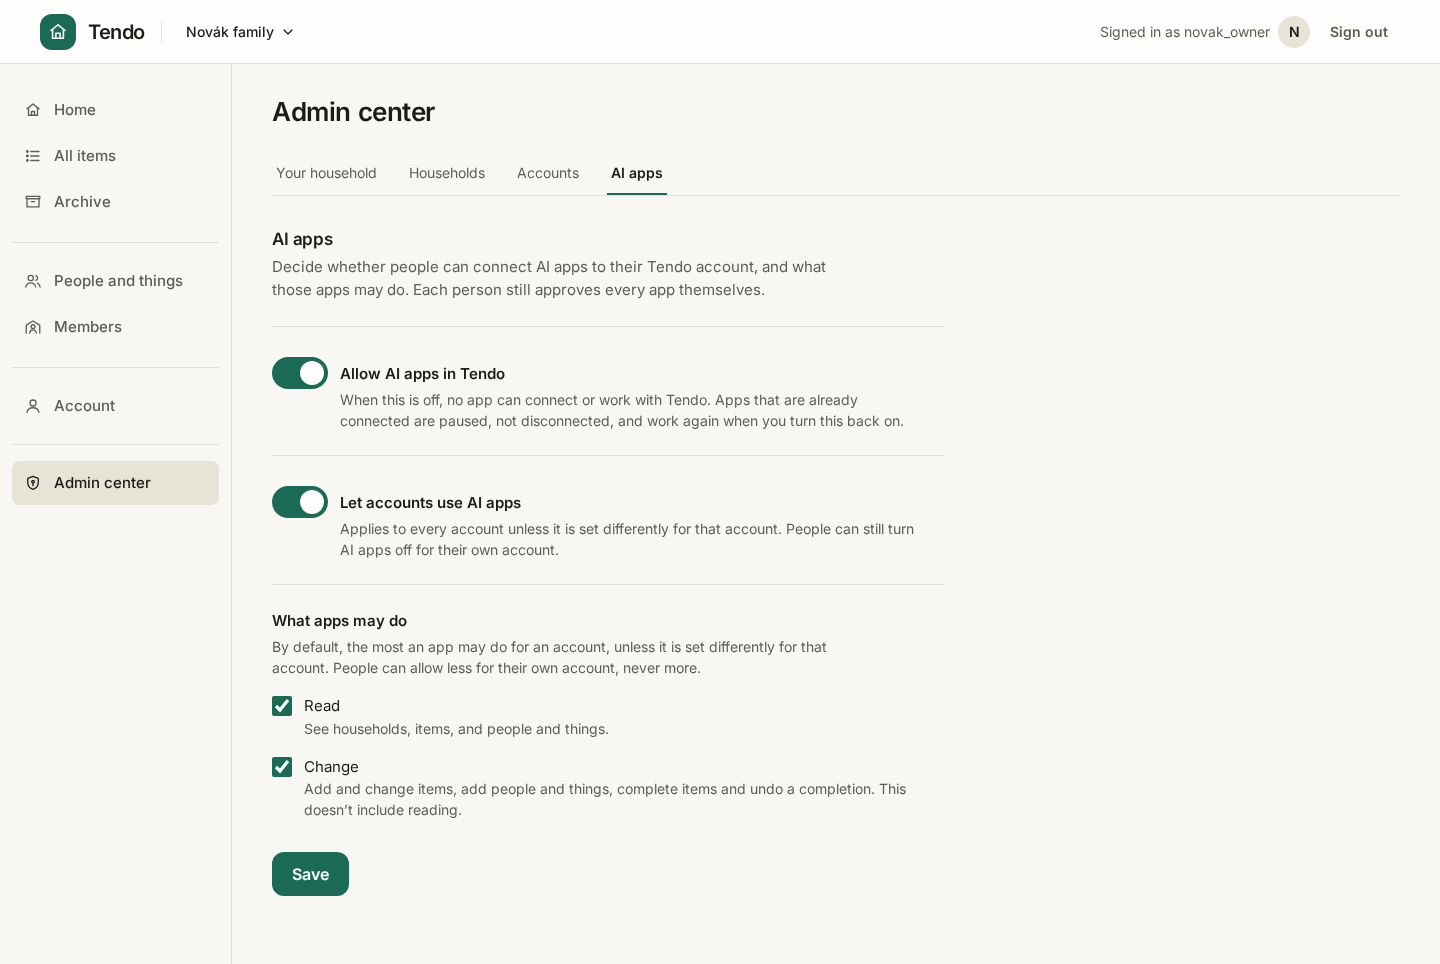 Tendo
Novák family
Signed in as novak_owner
N
Sign out
Home
All items
Archive
People and things
Members
Account
Admin center
Admin center
Your household
Households
Accounts
AI apps
AI apps
Decide whether people can connect AI apps to their Tendo account, and what
those apps may do. Each person still approves every app themselves.
Allow AI apps in Tendo
When this is off, no app can connect or work with Tendo. Apps that are already
connected are paused, not disconnected, and work again when you turn this back on.
Let accounts use AI apps
Applies to every account unless it is set differently for that account. People can still turn
AI apps off for their own account.
What apps may do
By default, the most an app may do for an account, unless it is set differently for that
account. People can allow less for their own account, never more.
Read
See households, items, and people and things.
Change
Add and change items, add people and things, complete items and undo a completion. This
doesn’t include reading.
Save